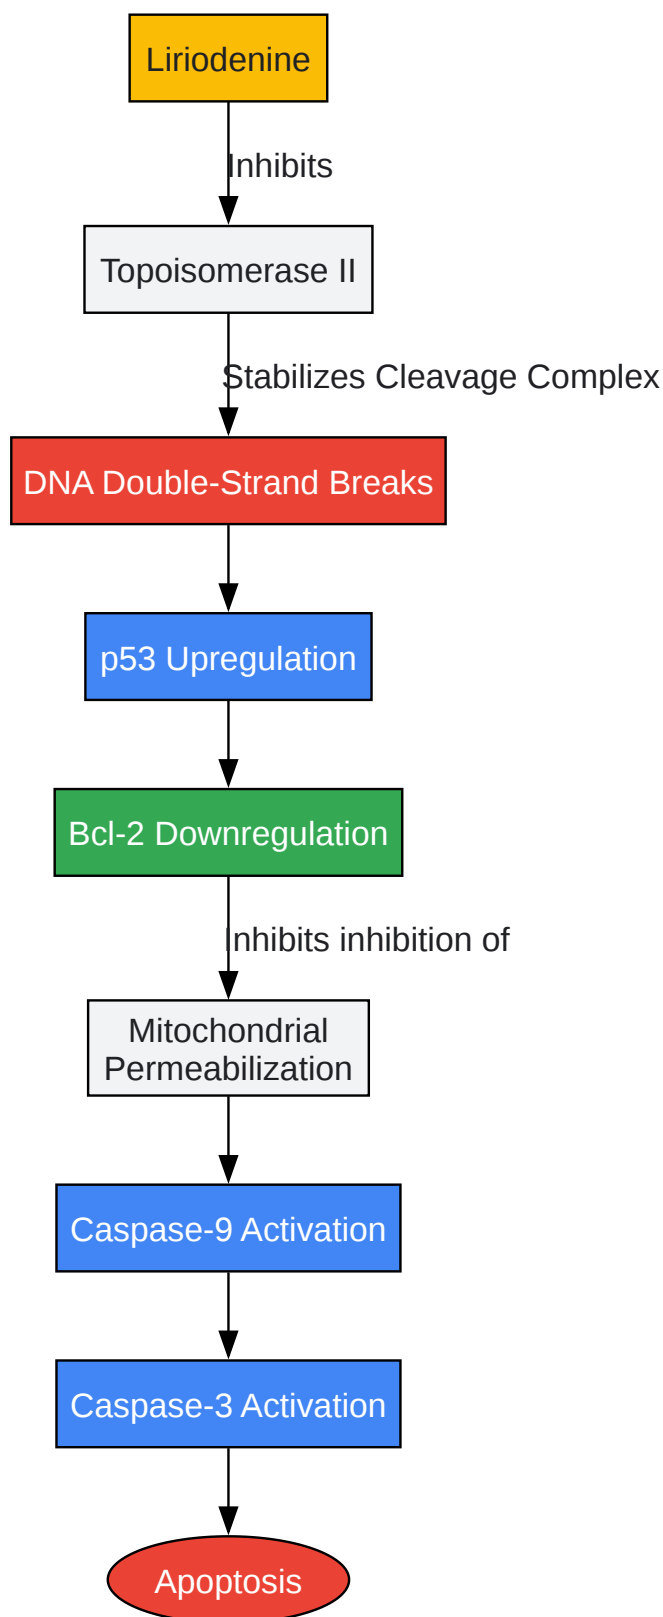 Liriodenine
Inhibits
Topoisomerase II
Stabilizes Cleavage Complex
DNA Double-Strand Breaks
p53 Upregulation
Bcl-2 Downregulation
Inhibits inhibition of
Mitochondrial
Permeabilization
Caspase-9 Activation
Caspase-3 Activation
Apoptosis